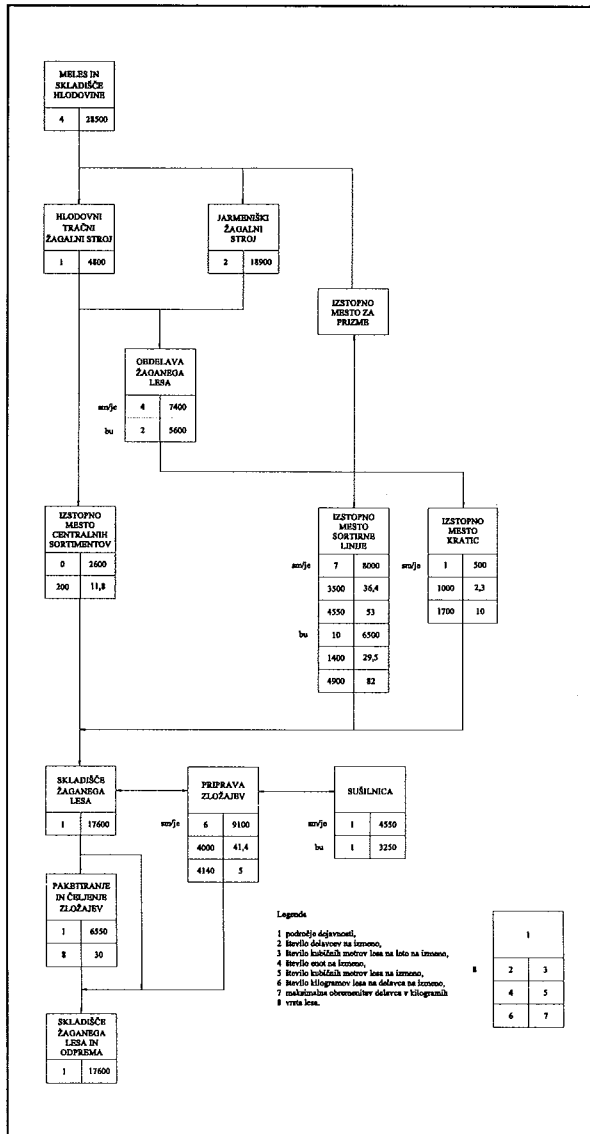 MELES IN
SKLADIŠČE
HLODOVINE
4 28500
HLODOVNI
TRAČNI
ŽAGALNI STROJ
1 4800
JARMENIŠKI
ŽAGALNI
STROJ
2 18900
IZSTOPNO
MESTO ZA
PRIZME
OBDELAVA
ŽAGANEGA
LESA
sm/je 4 7400
bu 2 5600
IZSTOPNO
MESTO
CENTRALNIH
SORTIMENTOV
0 2600
200 11,8
IZSTOPNO
MESTO
SORTIRNE
LINIJE
sm/je 7 8000
3500 36,4
4550 53
bu 10 6500
1400 29,5
4900 82
IZSTOPNO
MESTO
KRATIC
sm/je 1 500
1000 2,3
1700 10
SKLADIŠČE
ŽAGANEGA
LESA
1 17600
PRIPRAVA
ZLOŽAJEV
sm/je 6 9100
4000 41,4
4140 5
SUŠILNICA
sm/je 1 4550
bu 1 3250
PAKETIRANJE
IN ČELJENJE
ZLOŽAJEV
1 6550
8 30
SKLADIŠČE
ŽAGANEGA
LESA IN
ODPREMA
1 17600
Legenda
1 področje dejavnosti,
2 število delavcev na izmeno,
3 število kubičnih metrov lesa na leto na izmeno,
4 število enot na izmeno,
5 število kubičnih metrov lesa na izmeno,
6 število kilogramov lesa na delavca na izmeno,
7 maksimalna obremenitev delavca v kilogramih
8 vrsta lesa.
1
8 2 3
4 5
6 7